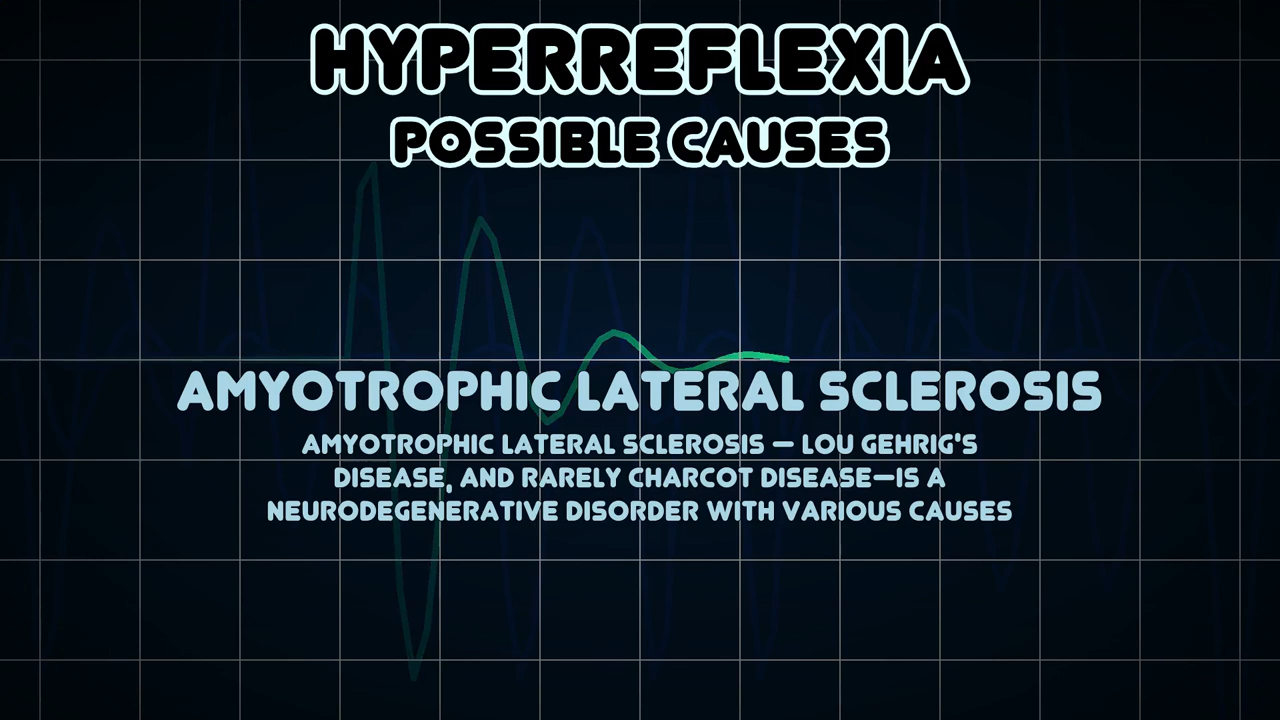 HYPERREFLEXIA
POSSIBLE CAUSES
AMYOTROPHIC LATERAL SCLEROSIS
AMYOTROPHIC LATERAL SCLEROSIS – LOU GEHRIG'S
DISEASE, AND RARELY CHARCOT DISEASE—IS A
NEURODEGENERATIVE DISORDER WITH VARIOUS CAUSES